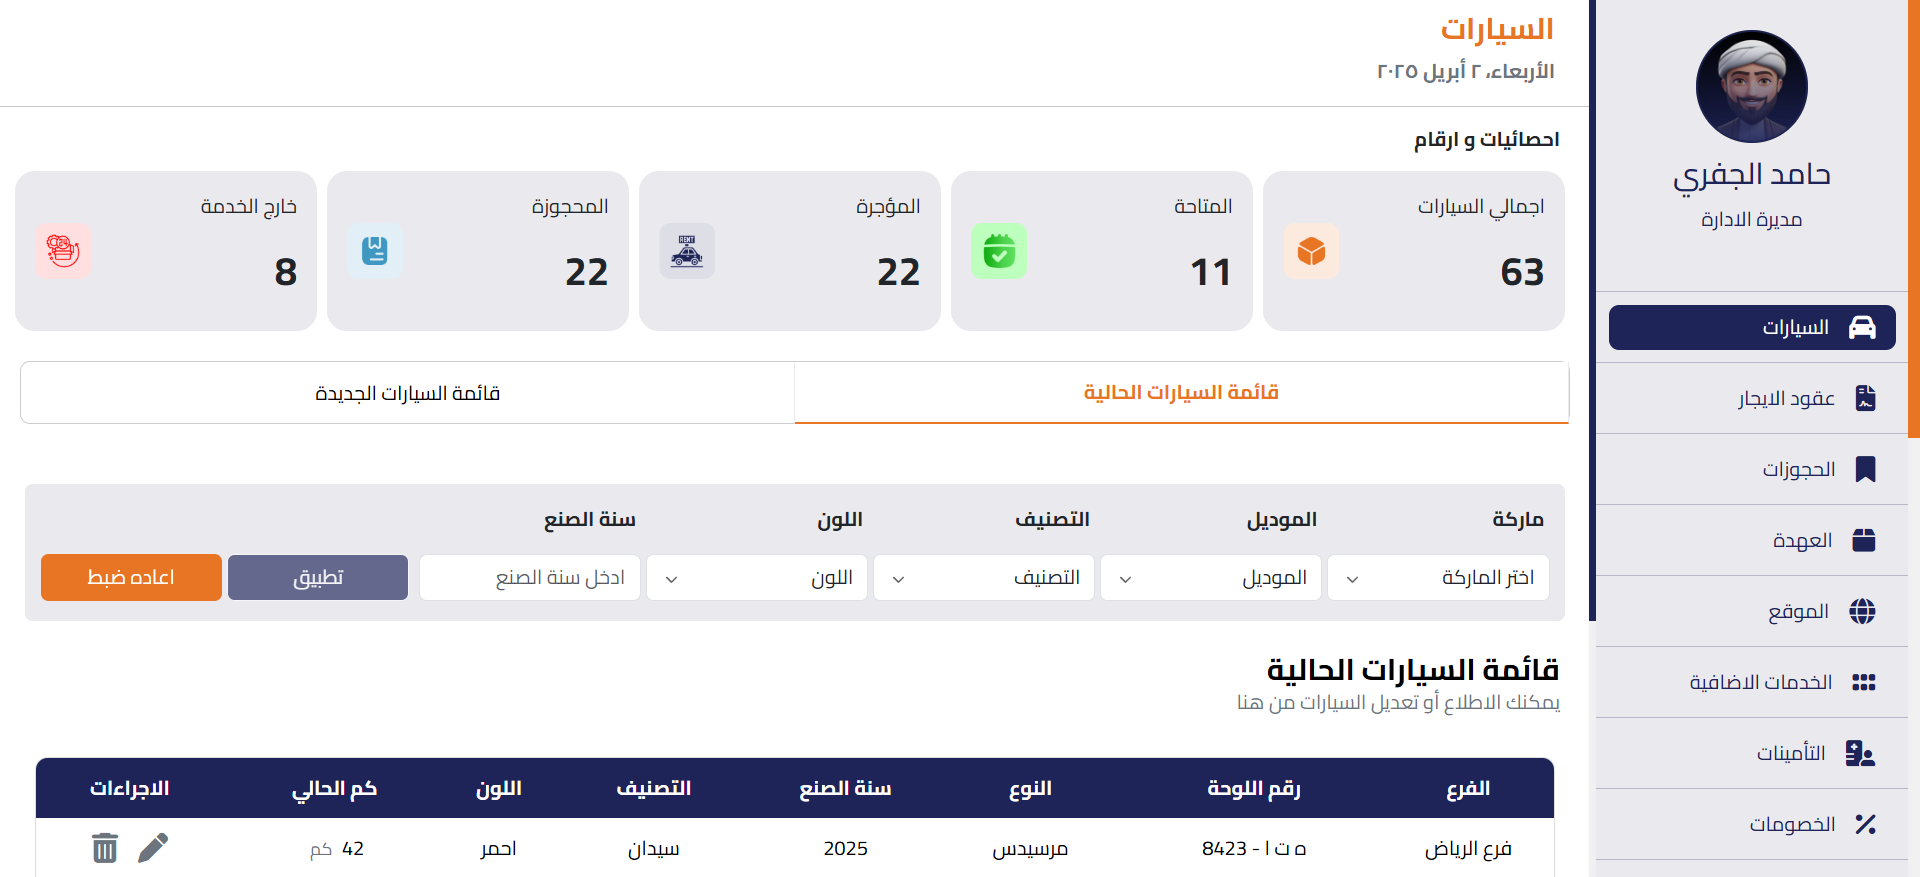 السيارات
الأربعاء، ٢ أبريل ٢٠٢٥
حامد الجفري
مديرة الادارة
السيارات
عقود الايجار
الحجوزات
العهدة
الموقع
الخدمات الاضافية
التأمينات
الخصومات
احصائيات و ارقام
اجمالي السيارات
63
المتاحة
11
المؤجرة
RENT
22
المحجوزة
22
خارج الخدمة
24
8
قائمة السيارات الحالية
قائمة السيارات الجديدة
ماركة الموديل التصنيف اللون سنة الصنع
اختر الماركة الموديل التصنيف اللون ادخل سنة الصنع تطبيق اعاده ضبط
قائمة السيارات الحالية
يمكنك الاطلاع أو تعديل السيارات من هنا
الفرع رقم اللوحة النوع سنة الصنع التصنيف اللون كم الحالي الاجراءات
فرع الرياض ه ت ا - 8423 مرسيدس 2025 سيدان احمر 42 كم